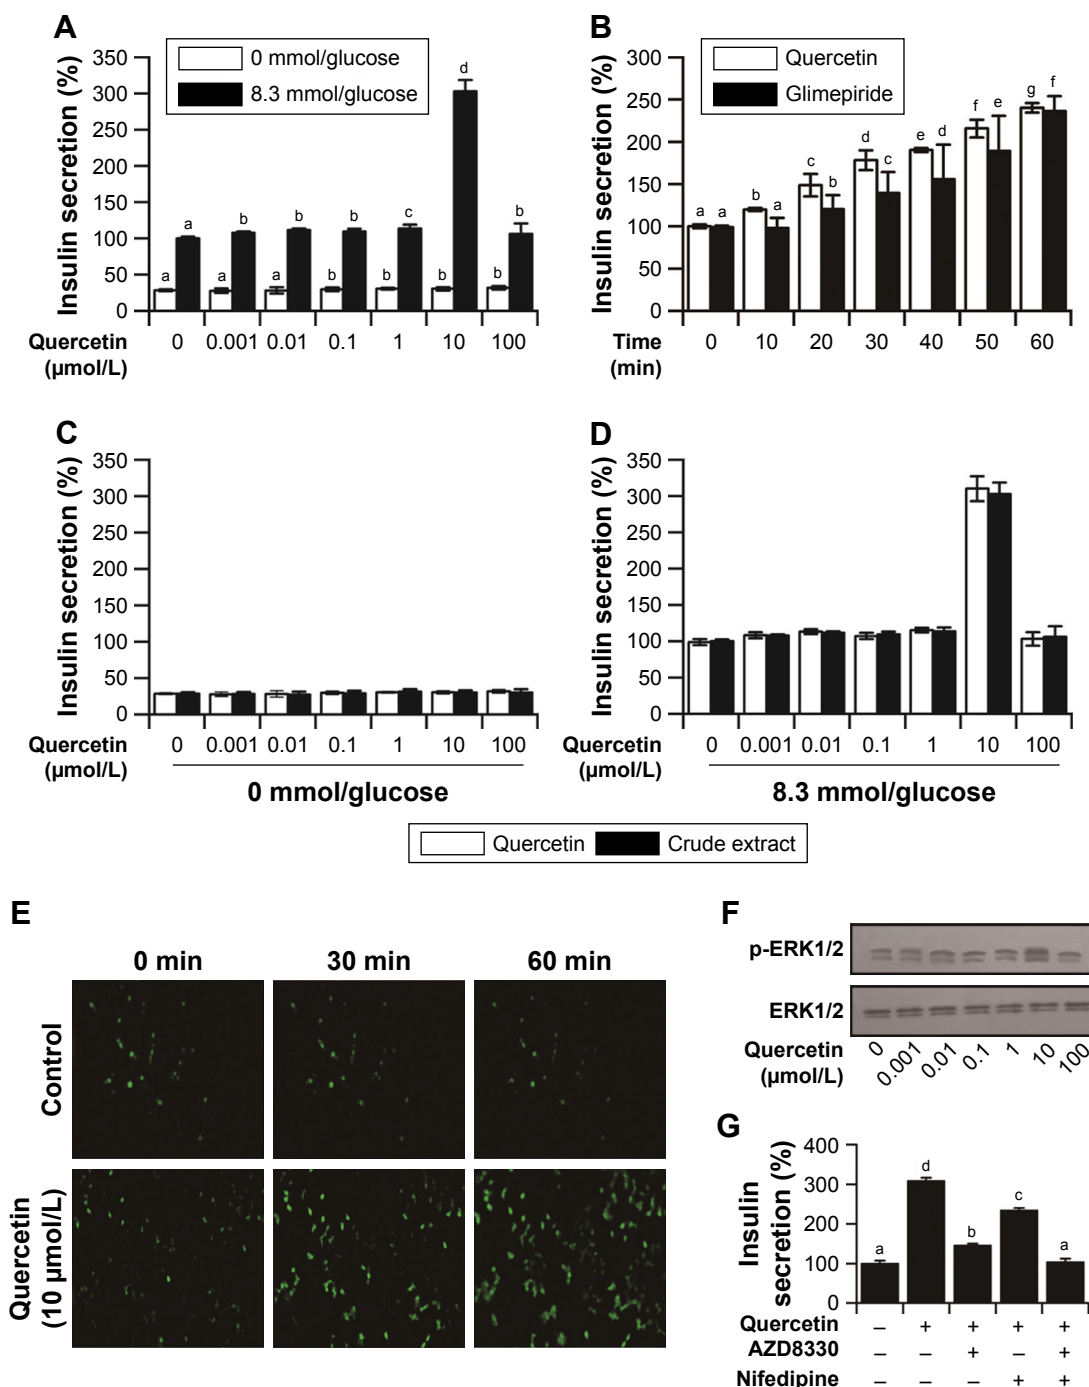 A
Insulin secretion (%)
0 mmol/glucose
8.3 mmol/glucose
350
300
250
200
150
100
50
0
a a a b b b b
a b b b c d b
Quercetin 0 0.001 0.01 0.1 1 10 100
(µmol/L)
B
Insulin secretion (%)
Quercetin
Glimepiride
300
250
200
150
100
50
0
a a b a c b d c e d f e g f
Time 0 10 20 30 40 50 60
(min)
C
Insulin secretion (%)
350
300
250
200
150
100
50
0
Quercetin 0 0.001 0.01 0.1 1 10 100
(µmol/L)
0 mmol/glucose
D
Insulin secretion (%)
350
300
250
200
150
100
50
0
Quercetin 0 0.001 0.01 0.1 1 10 100
(µmol/L)
8.3 mmol/glucose
Quercetin Crude extract
E
0 min 30 min 60 min
Control
Quercetin
(10 µmol/L)
F
p-ERK1/2
ERK1/2
Quercetin 0 0.001 0.01 0.1 1 10 100
(µmol/L)
G
Insulin
secretion (%)
400
300
200
100
0
a d b c a
Quercetin – + + + +
AZD8330 – – + – +
Nifedipine – – – + +